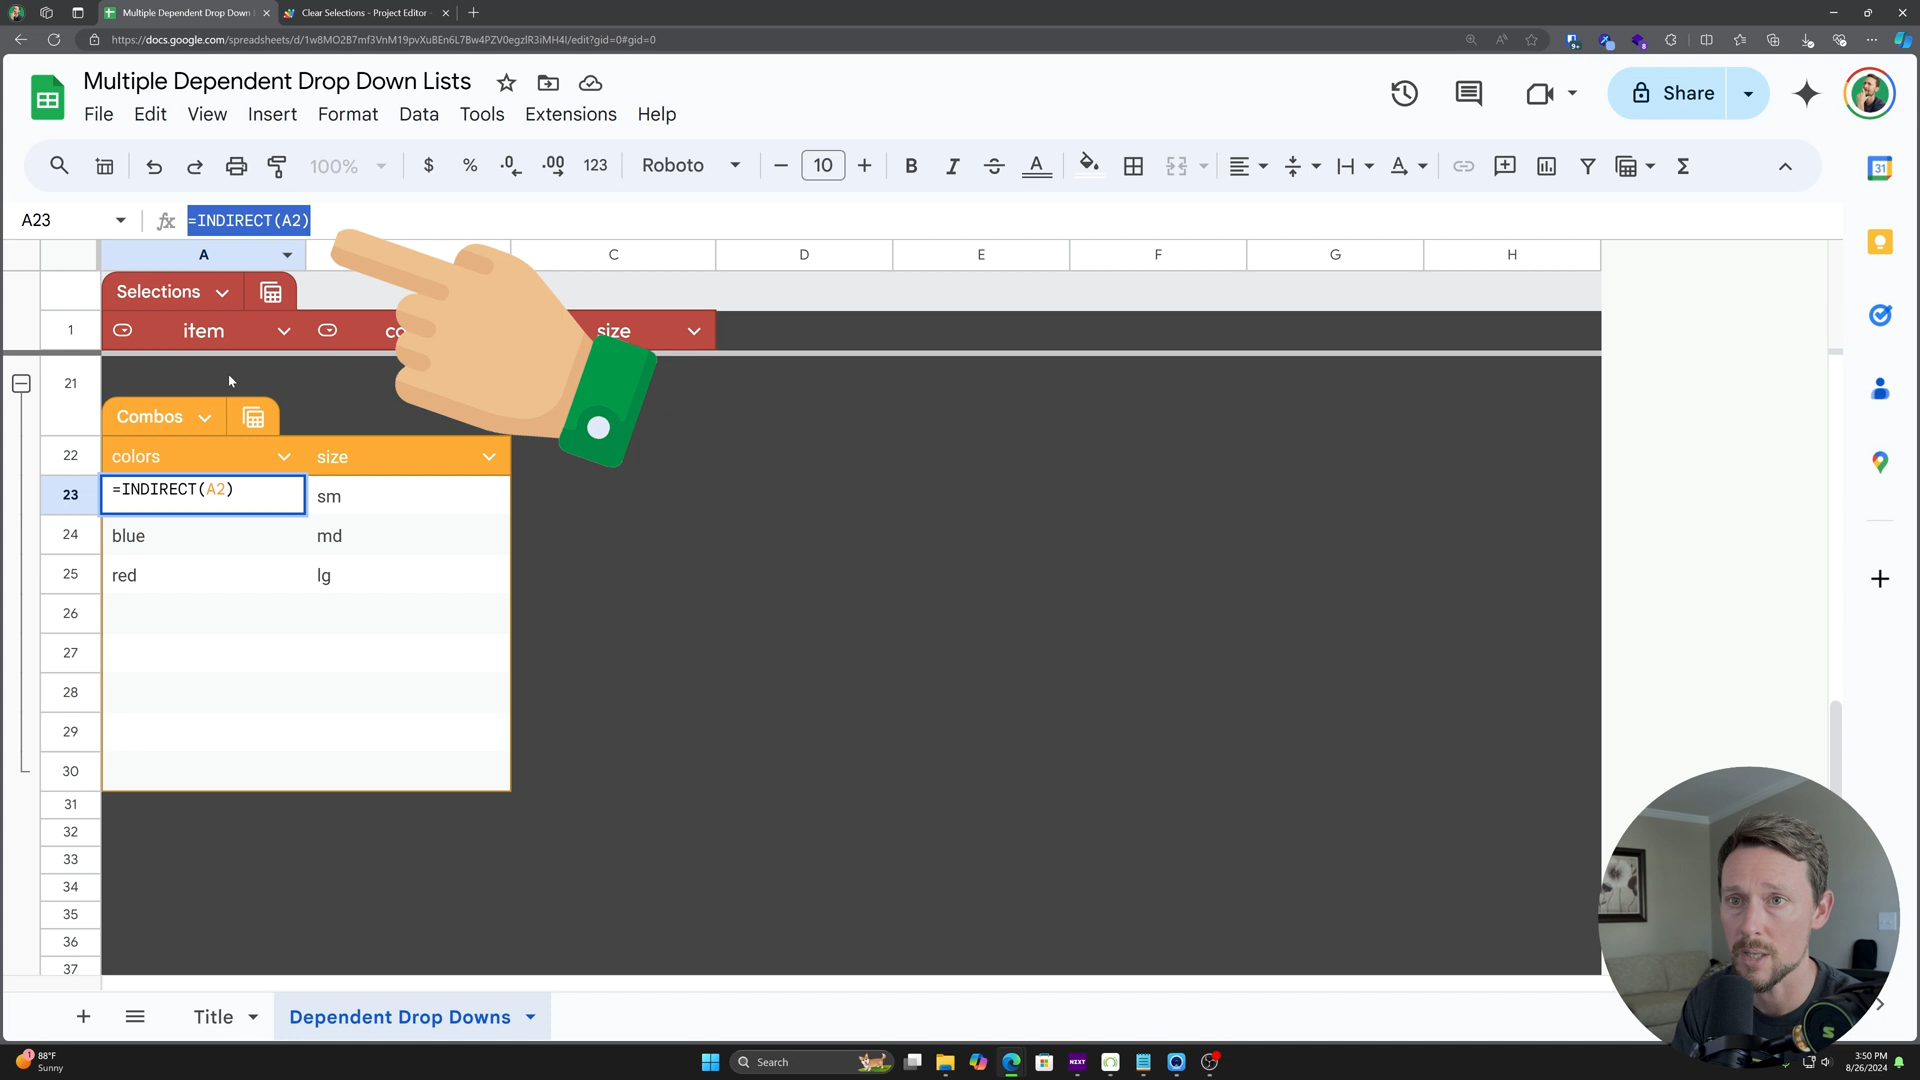 Multiple Dependent Drop Down
Clear Selections - Project Editor
https://docs.google.com/spreadsheets/d/1w8MO2B7mf3VnM19pvXuBEn6L7Bw4PZV0egzlR3iMH4I/edit?gid=0#gid=0
Multiple Dependent Drop Down Lists
File Edit View Insert Format Data Tools Extensions Help
Share
100% $ % .0 .00 123 Roboto 10 B I A
A23 fx =INDIRECT(A2)
A C D E F G H
Selections
1 item co size
21
Combos
22 colors size
23 =INDIRECT(A2) sm
24 blue md
25 red lg
26
27
28
29
30
31
32
33
34
35
36
37
Title Dependent Drop Downs
88°F
Sunny
Search
NEXT
3:50 PM
8/26/2024